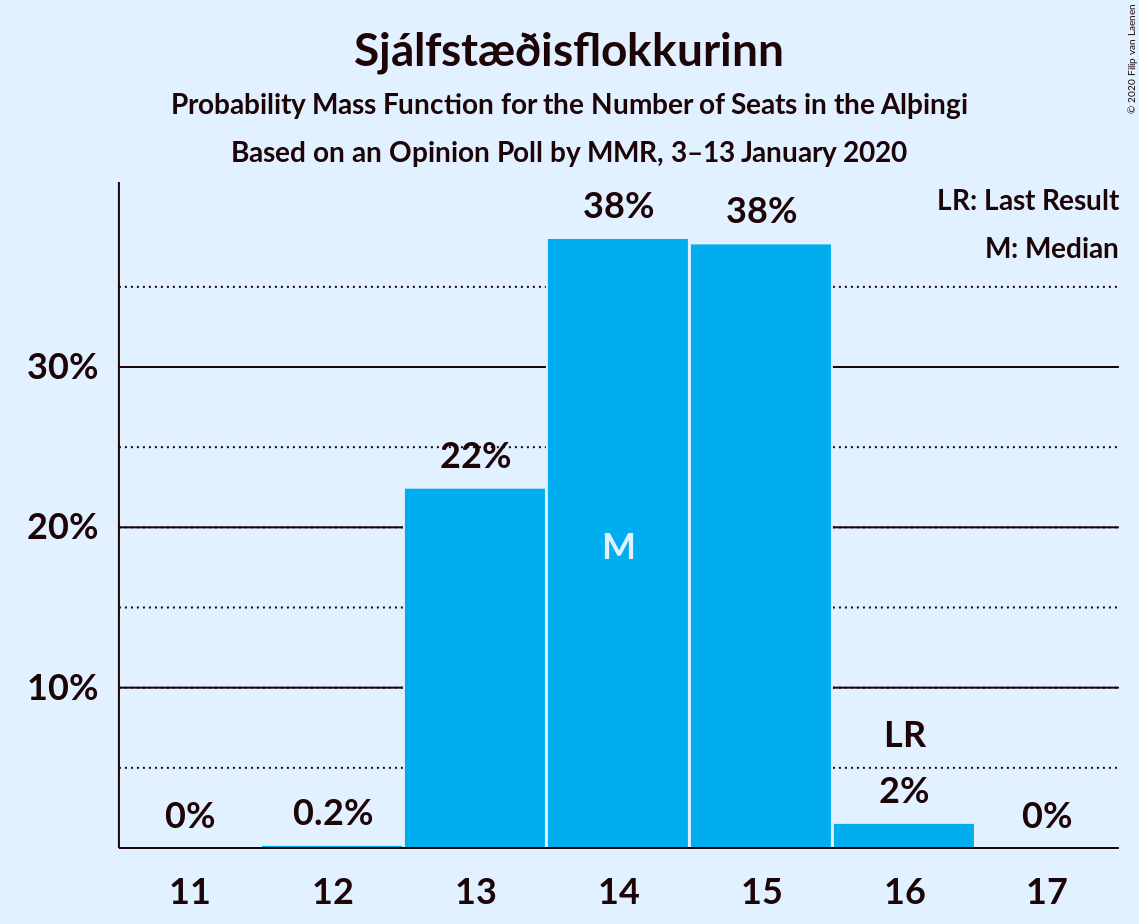 Sjálfstæðisflokkurinn
Probability Mass Function for the Number of Seats in the Alþingi
Based on an Opinion Poll by MMR, 3–13 January 2020
© 2020 Filip van Laenen
LR: Last Result
M: Median
38%
38%
30%
22%
20%
M
10%
LR
2%
0%
0.2%
0%
11 12 13 14 15 16 17